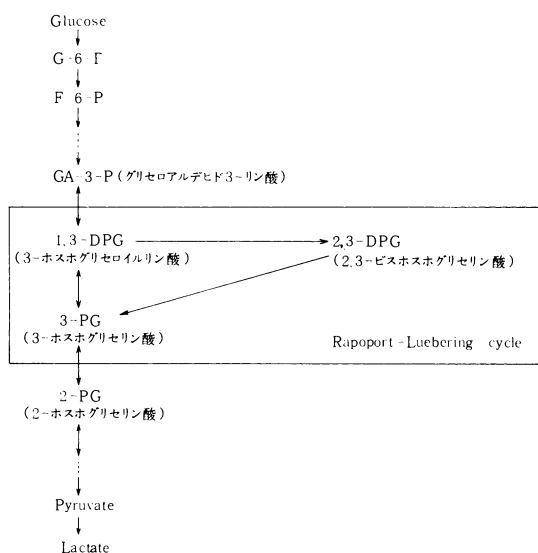 Glucose
G-6-P
F 6-P
GA-3-P (グリセロアルデヒド3-リン酸)
1,3-DPG
2,3-DPG
(3-ホスホグリセロイルリン酸)
(2,3-ビスホスホグリセリン酸)
3-PG
(3-ホスホグリセリン酸)
Rapoport-Luebering cycle
2-PG
(2-ホスホグリセリン酸)
Pyruvate
Lactate